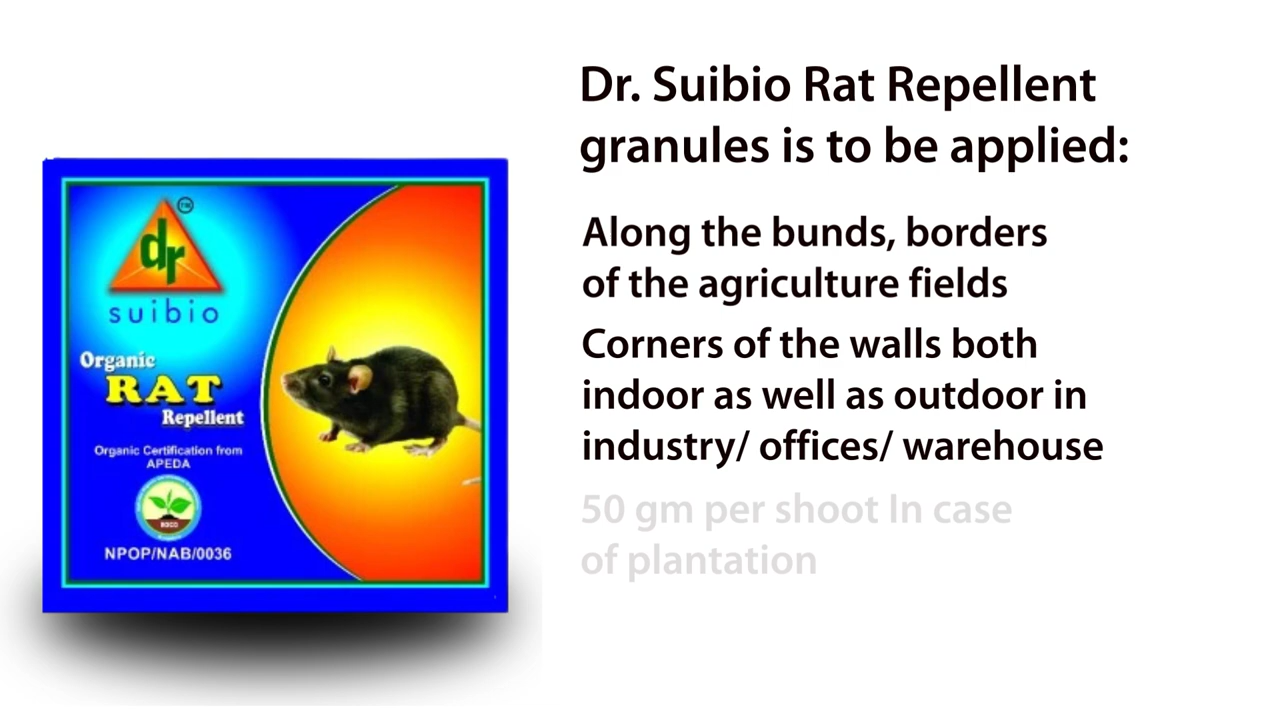 Dr. Suibio Rat Repellent
granules is to be applied:
Along the bunds, borders
of the agriculture fields
Corners of the walls both
indoor as well as outdoor in
industry/ offices/ warehouse
50 gm per shoot In case
of plantation
dr
TM
suibio
Organic
RAT
Repellent
Organic Certification from
APEDA
NPOP/NAB/0036